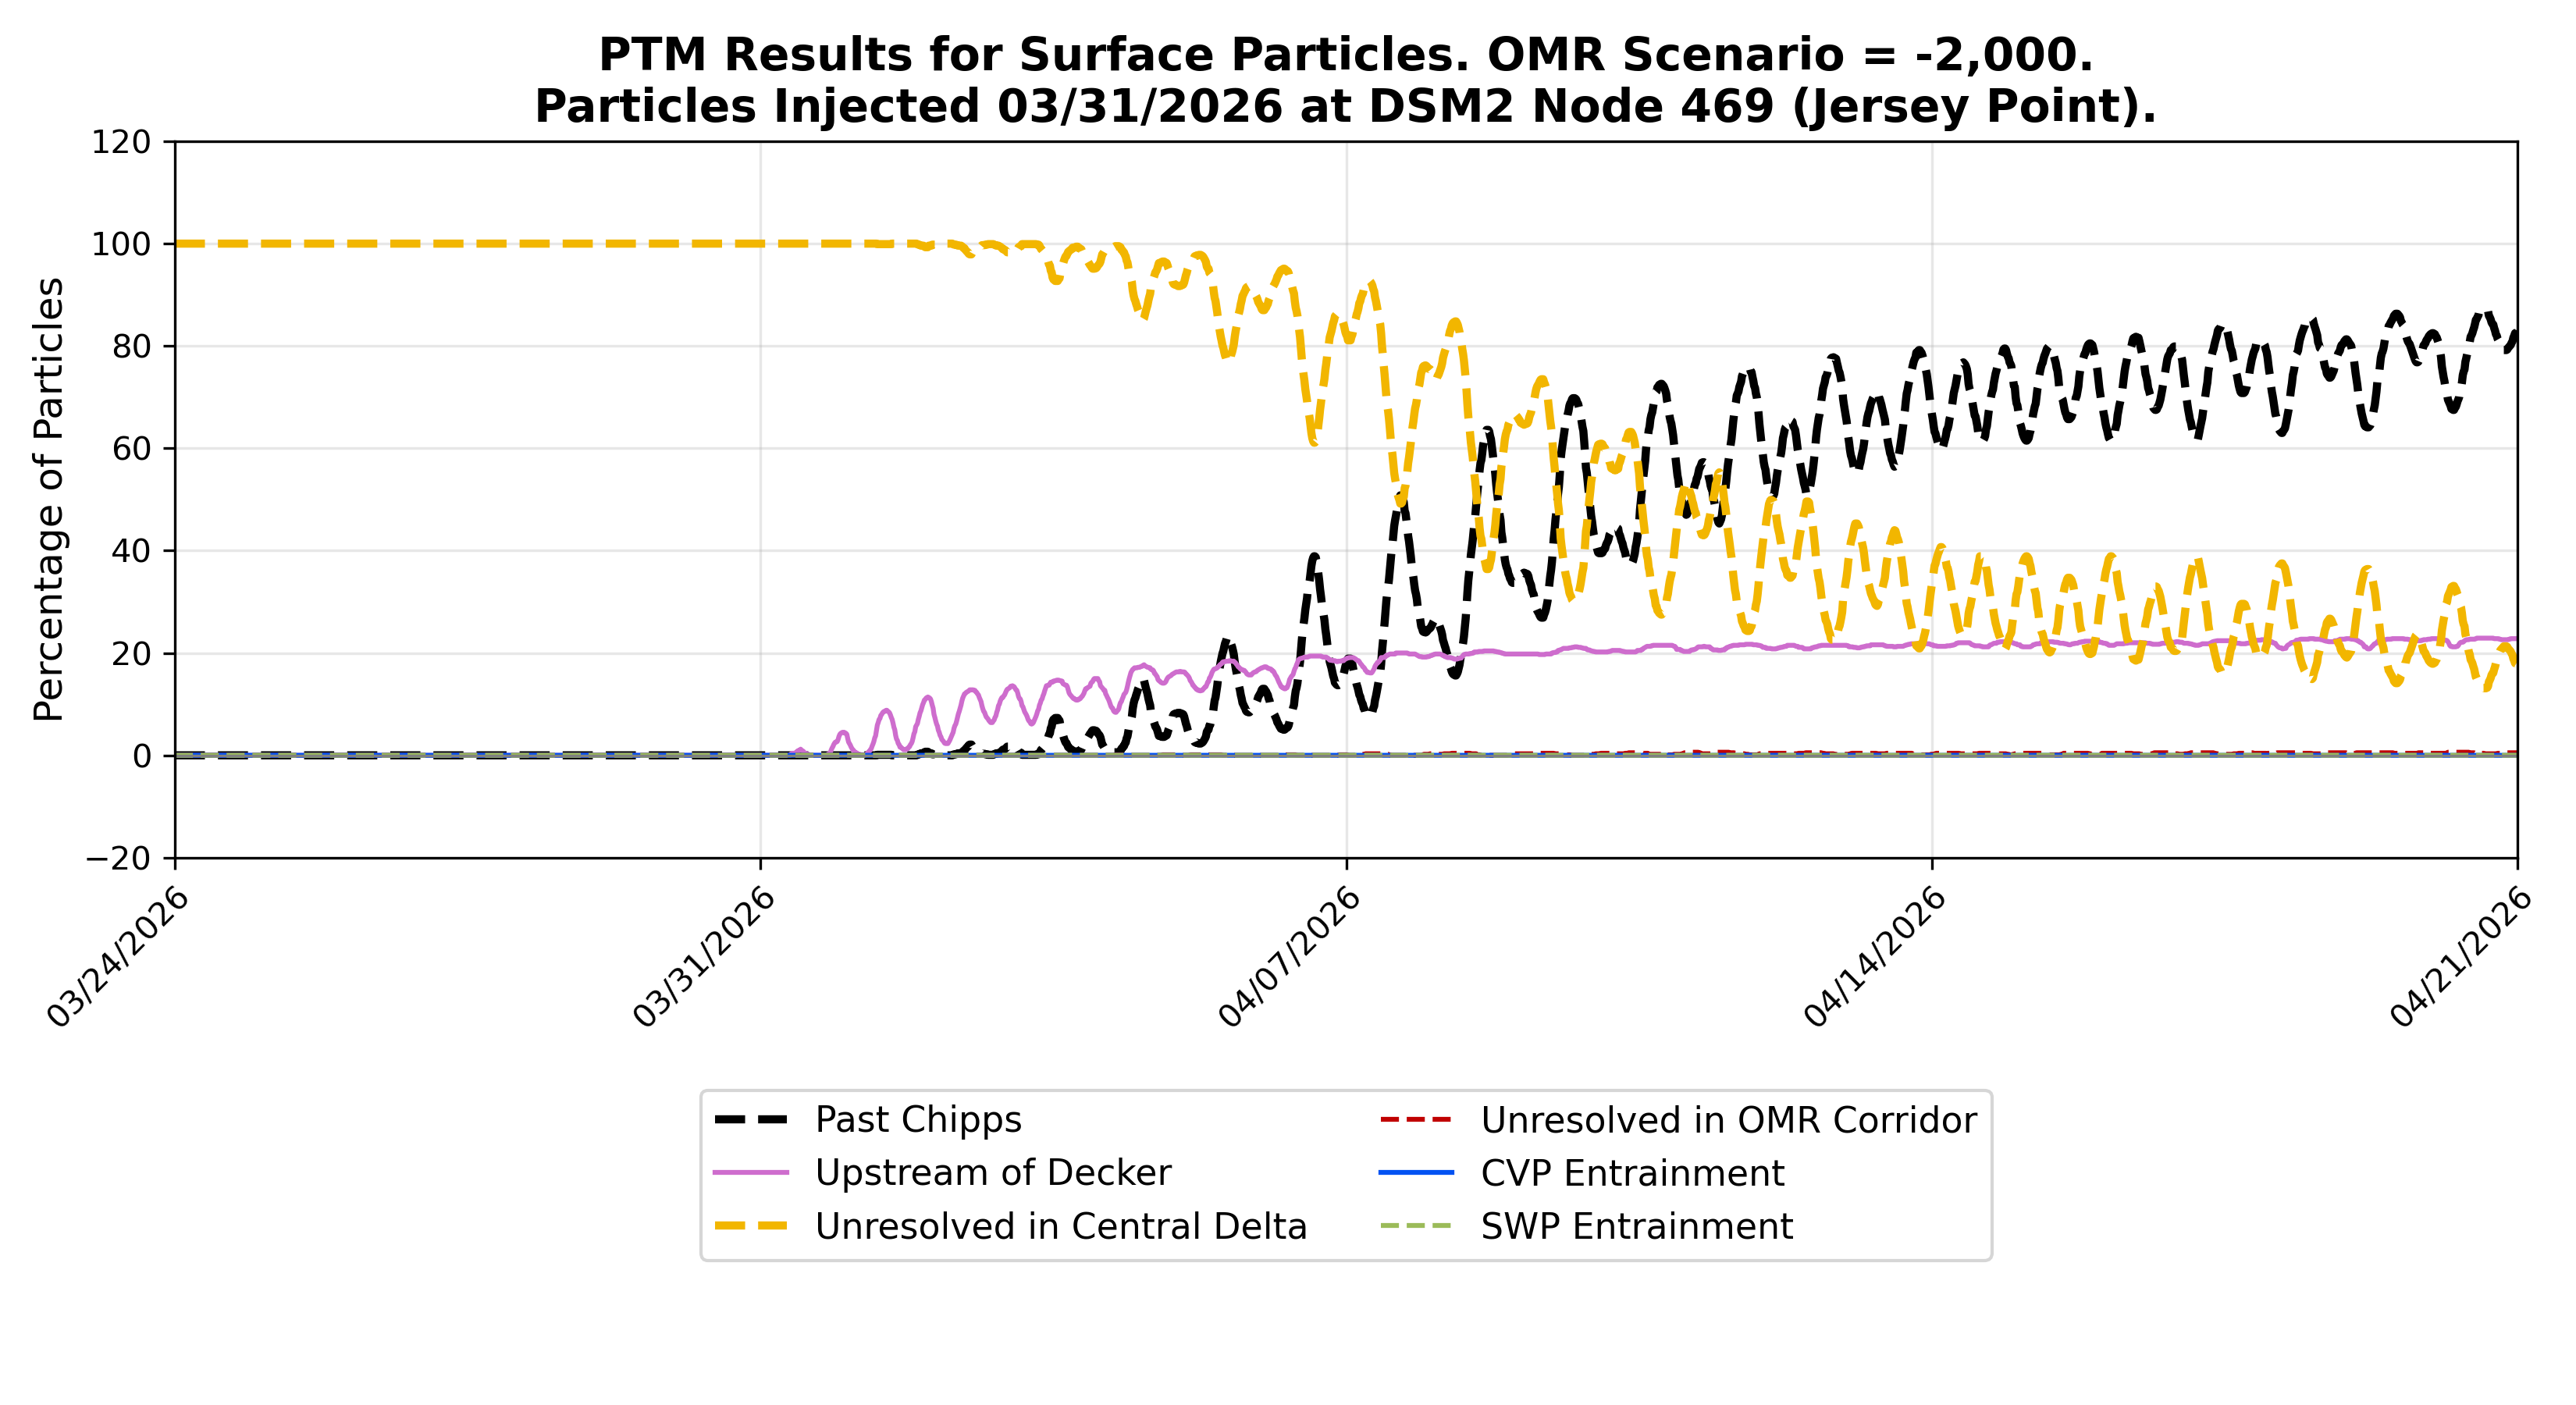 PTM Results for Surface Particles. OMR Scenario = -2,000.
Particles Injected 03/31/2026 at DSM2 Node 469 (Jersey Point).
Percentage of Particles
120
100
80
60
40
20
0
−20
03/24/2026
03/31/2026
04/07/2026
04/14/2026
04/21/2026
Past Chipps
Upstream of Decker
Unresolved in Central Delta
Unresolved in OMR Corridor
CVP Entrainment
SWP Entrainment